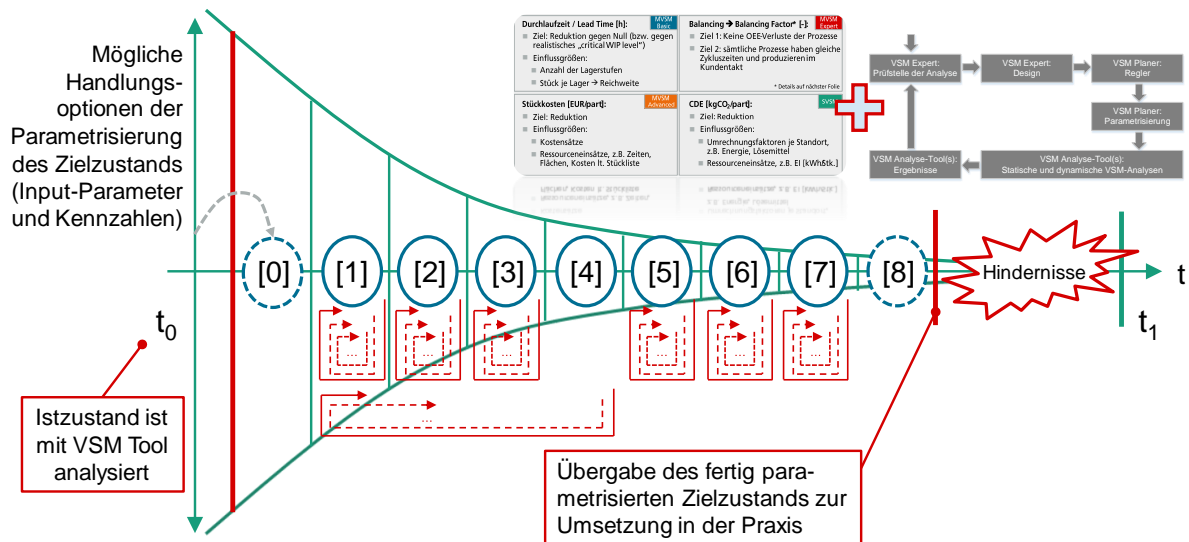 Mögliche
Handlungs-
optionen der
Parametrisierung
des Zielzustands
(Input-Parameter
und Kennzahlen)
Durchlaufzeit / Lead Time [h]:
MVSM
Basic
Ziel: Reduktion gegen Null (bzw. gegen
realistisches „critical WIP level“)
Einflussgrößen:
Anzahl der Lagerstufen
Stück je Lager → Reichweite
Balancing → Balancing Factor* [-]:
MVSM
Expert
Ziel 1: Keine OEE-Verluste der Prozesse
Ziel 2: sämtliche Prozesse haben gleiche
Zykluszeiten und produzieren im
Kundentakt
* Details auf nächster Folie
Stückkosten [EUR/part]:
MVSM
Advanced
Ziel: Reduktion
Einflussgrößen:
Kostensätze
Ressourceneinsätze, z.B. Zeiten,
Flächen, Kosten lt. Stückliste
CDE [kgCO₂/part]:
SVSM
Ziel: Reduktion
Einflussgrößen:
Umrechnungsfaktoren je Standort,
z.B. Energie, Lösemittel
Ressourceneinsätze, z.B. EI [kWh/Stk.]
VSM Expert:
Prüfstelle der Analyse
VSM Expert:
Design
VSM Planer:
Regler
VSM Planer:
Parametrisierung
VSM Analyse-Tool(s):
Ergebnisse
VSM Analyse-Tool(s):
Statische und dynamische VSM-Analysen
[0]
[1]
[2]
[3]
[4]
[5]
[6]
[7]
[8]
Hindernisse
t
t₀
t₁
...
...
...
...
...
...
...
Istzustand ist
mit VSM Tool
analysiert
Übergabe des fertig para-
metrisierten Zielzustands zur
Umsetzung in der Praxis